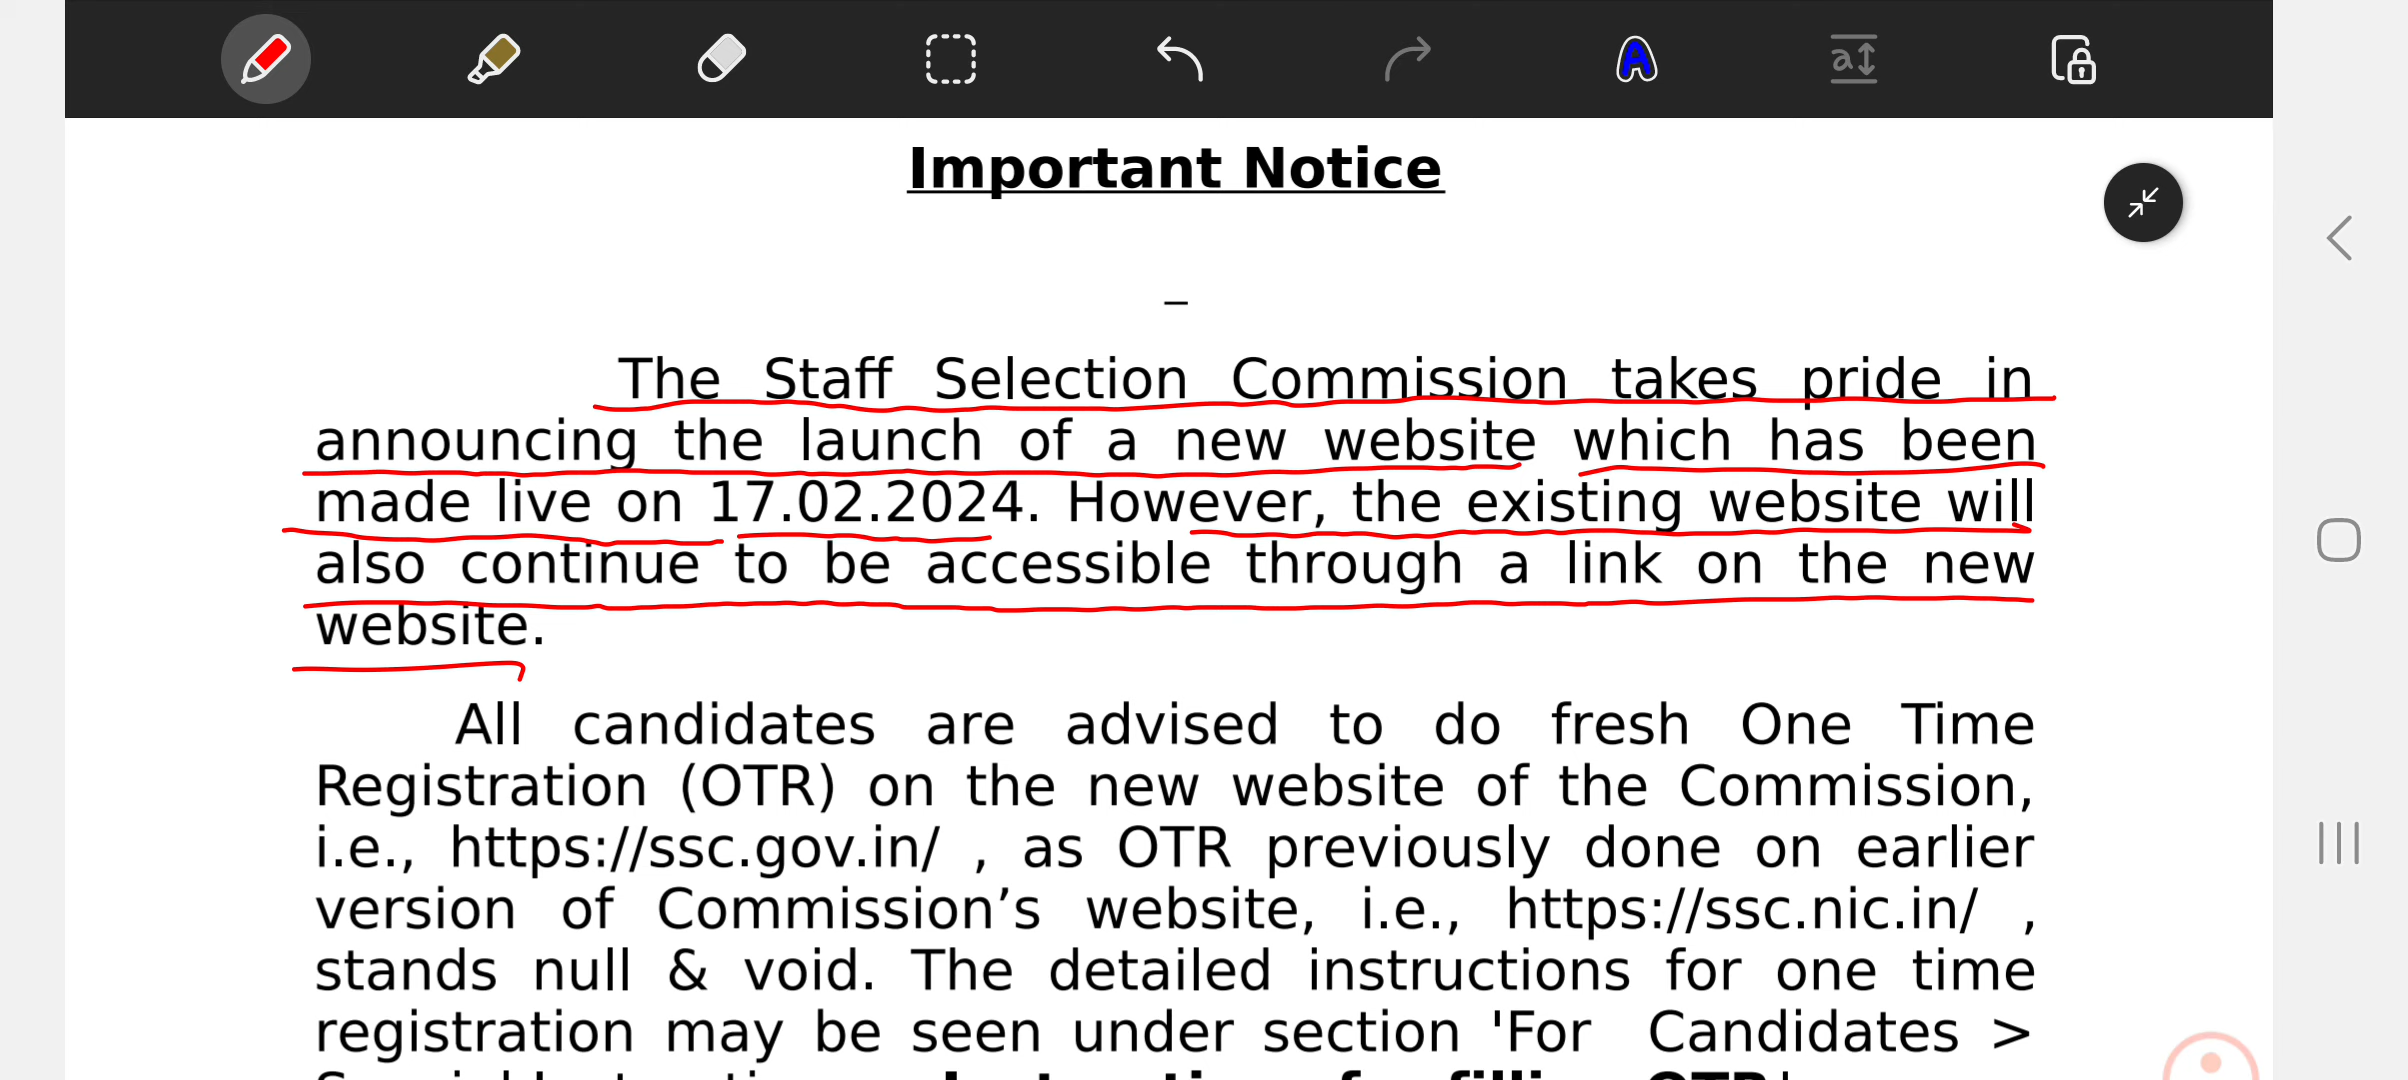 Important Notice
The Staff Selection Commission takes pride in
announcing the launch of a new website which has been
made live on 17.02.2024. However, the existing website will
also continue to be accessible through a link on the new
website.
All candidates are advised to do fresh One Time
Registration (OTR) on the new website of the Commission,
i.e., https://ssc.gov.in/ , as OTR previously done on earlier
version of Commission’s website, i.e., https://ssc.nic.in/ ,
stands null & void. The detailed instructions for one time
registration may be seen under section 'For Candidates >